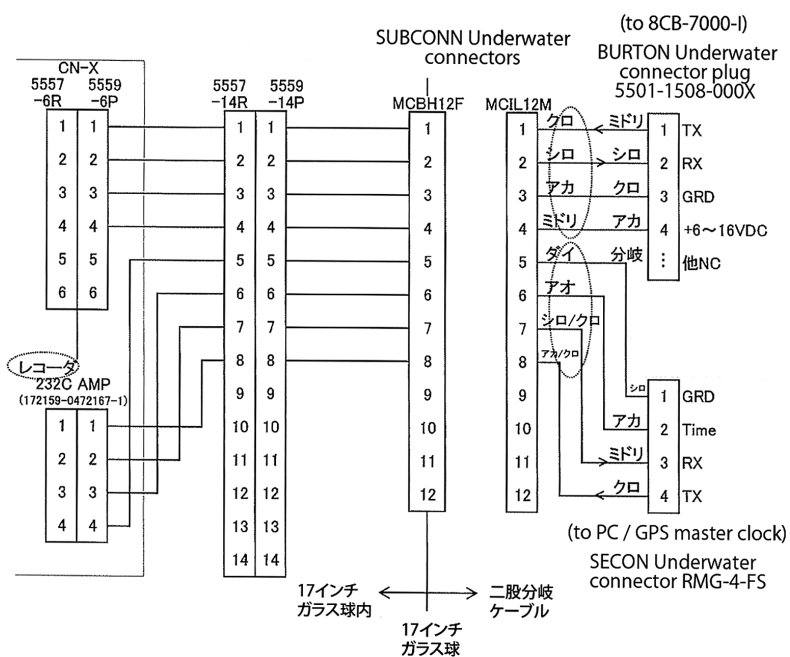 (to 8CB-7000-I)
SUBCONN Underwater
connectors
BURTON Underwater
connector plug
5501-1508-000X
CN-X
5557 5559
-6R -6P
5557 5559
-14R -14P
MCBH12F
MCIL12M
1 1 1 1 1 1 クロ ミドリ 1 TX
2 2 2 2 2 2 シロ シロ 2 RX
3 3 3 3 3 3 アカ クロ 3 GRD
4 4 4 4 4 4 ミドリ アカ 4 +6～16VDC
5 5 5 5 5 5 ダイ 分岐 ⋮ 他NC
6 6 6 6 6 6 アオ
7 7 7 7 シロ/クロ
レコーダ
8 8 8 8 アカ/クロ
232C AMP
(172159-0472167-1)
9 9 9 9 シロ 1 GRD
1 1 10 10 10 10 アカ 2 Time
2 2 11 11 11 11 ミドリ 3 RX
3 3 12 12 12 12 クロ 4 TX
4 4 13 13
14 14
(to PC / GPS master clock)
SECON Underwater
connector RMG-4-FS
17インチ
ガラス球内
二股分岐
ケーブル
17インチ
ガラス球